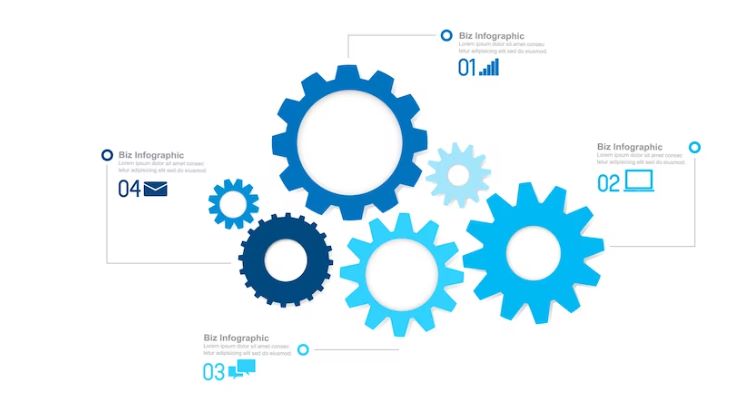 Biz Infographic
Lorem ipsum dolor sit amet consec
tetur adipiscing elit sed do eiusmod
01
Biz Infographic
Lorem ipsum dolor sit amet consec
tetur adipiscing elit sed do eiusmod
02
Biz Infographic
Lorem ipsum dolor sit amet consec
tetur adipiscing elit sed do eiusmod
04
Biz Infographic
Lorem ipsum dolor sit amet consec
tetur adipiscing elit sed do eiusmod
03